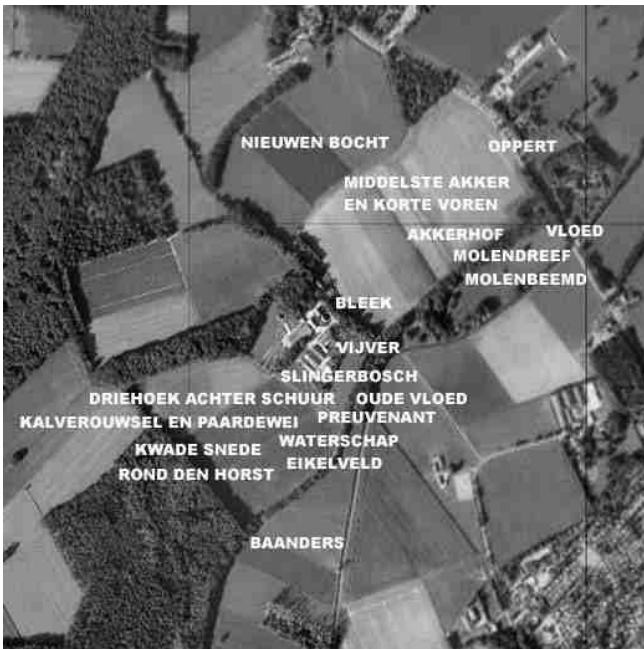 NIEUWEN BOCHT
OPPERT
MIDDELSTE AKKER
EN KORTE VOREN
AKKERHOF
VLOED
MOLENDREEF
MOLENBEEMD
BLEEK
VIJVER
SLINGERBOSCH
DRIEHOEK ACHTER SCHUUR
OUDE VLOED
KALVEROUWSEL EN PAARDEWEI
PREUVENANT
WATERSCHAP
KWADE SNEDE
EIKELVELD
ROND DEN HORST
BAANDERS